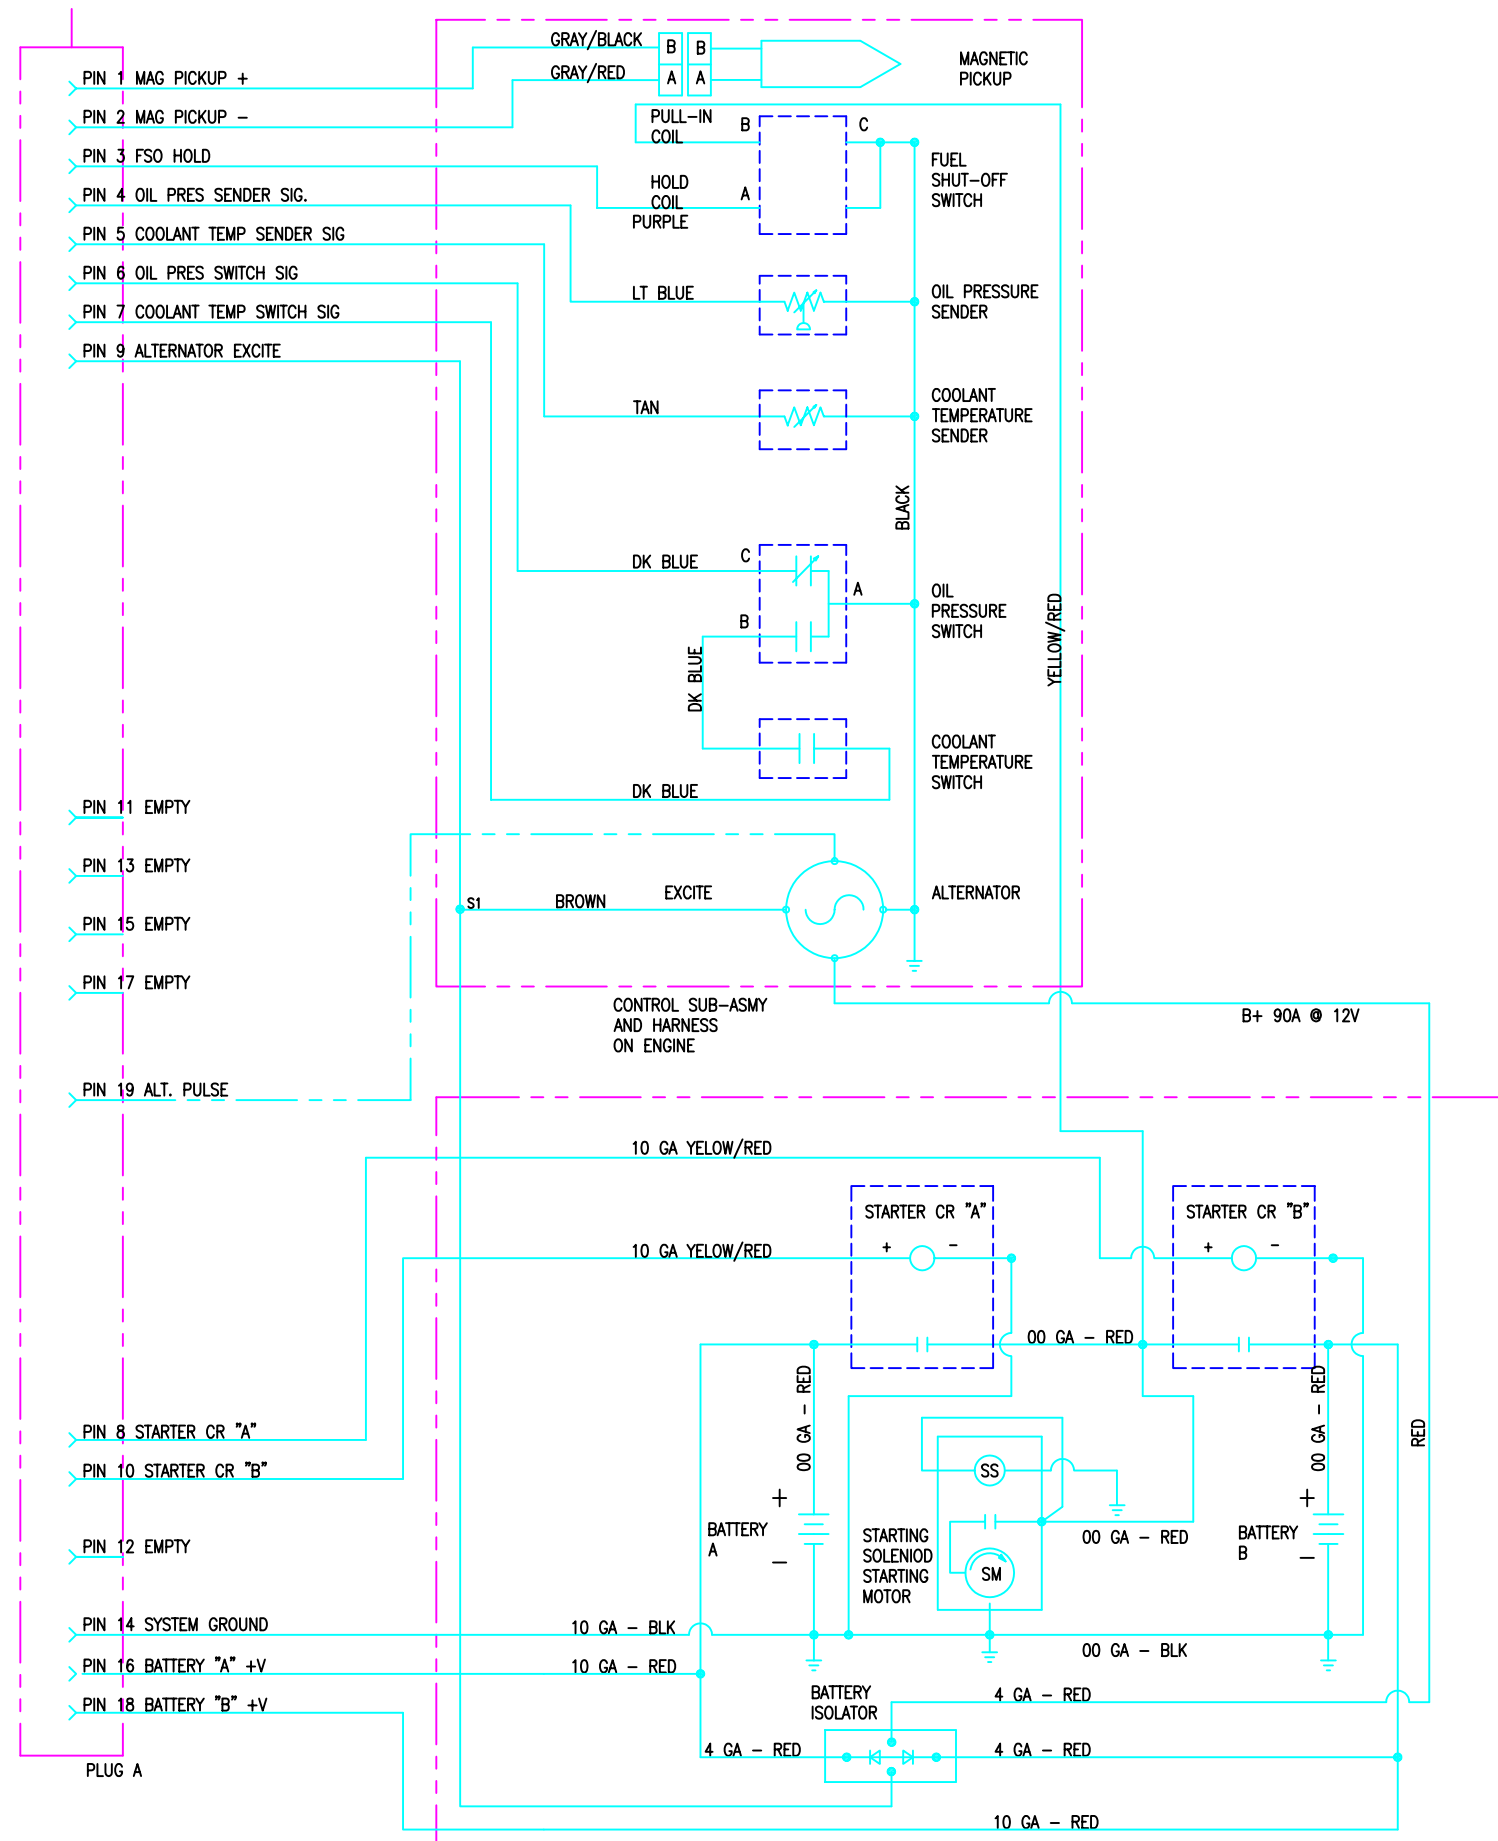 GRAY/BLACK
B
B
MAGNETIC
PICKUP
GRAY/RED
A
A
PIN 1 MAG PICKUP +
PIN 2 MAG PICKUP -
PIN 3 FSO HOLD
PIN 4 OIL PRES SENDER SIG.
PIN 5 COOLANT TEMP SENDER SIG
PIN 6 OIL PRES SWITCH SIG
PIN 7 COOLANT TEMP SWITCH SIG
PIN 9 ALTERNATOR EXCITE
PULL-IN
COIL
B
C
HOLD
COIL
PURPLE
A
FUEL
SHUT-OFF
SWITCH
LT BLUE
OIL PRESSURE
SENDER
TAN
COOLANT
TEMPERATURE
SENDER
BLACK
DK BLUE
C
A
B
OIL
PRESSURE
SWITCH
YELLOW/RED
DK BLUE
COOLANT
TEMPERATURE
SWITCH
DK BLUE
PIN 11 EMPTY
PIN 13 EMPTY
PIN 15 EMPTY
PIN 17 EMPTY
S1
BROWN
EXCITE
ALTERNATOR
CONTROL SUB-ASMY
AND HARNESS
ON ENGINE
B+ 90A @ 12V
PIN 19 ALT. PULSE
10 GA YELOW/RED
STARTER CR "A"
+ -
STARTER CR "B"
+ -
10 GA YELOW/RED
00 GA - RED
00 GA - RED
00 GA - RED
RED
PIN 8 STARTER CR "A"
PIN 10 STARTER CR "B"
PIN 12 EMPTY
SS
+
BATTERY
A
-
STARTING
SOLENIOD
STARTING
MOTOR
SM
00 GA - RED
+
BATTERY
B
-
PIN 14 SYSTEM GROUND
10 GA - BLK
00 GA - BLK
PIN 16 BATTERY "A" +V
10 GA - RED
PIN 18 BATTERY "B" +V
BATTERY
ISOLATOR
4 GA - RED
4 GA - RED
4 GA - RED
PLUG A
10 GA - RED